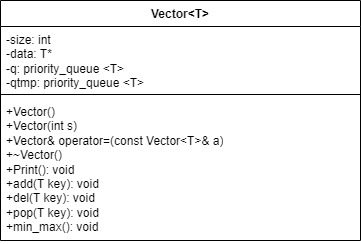 Vector<T>
-size: int
-data: T*
-q: priority_queue <T>
-qtmp: priority_queue <T>
+Vector()
+Vector(int s)
+Vector& operator=(const Vector<T>& a)
+~Vector()
+Print(): void
+add(T key): void
+del(T key): void
+pop(T key): void
+min_max(): void